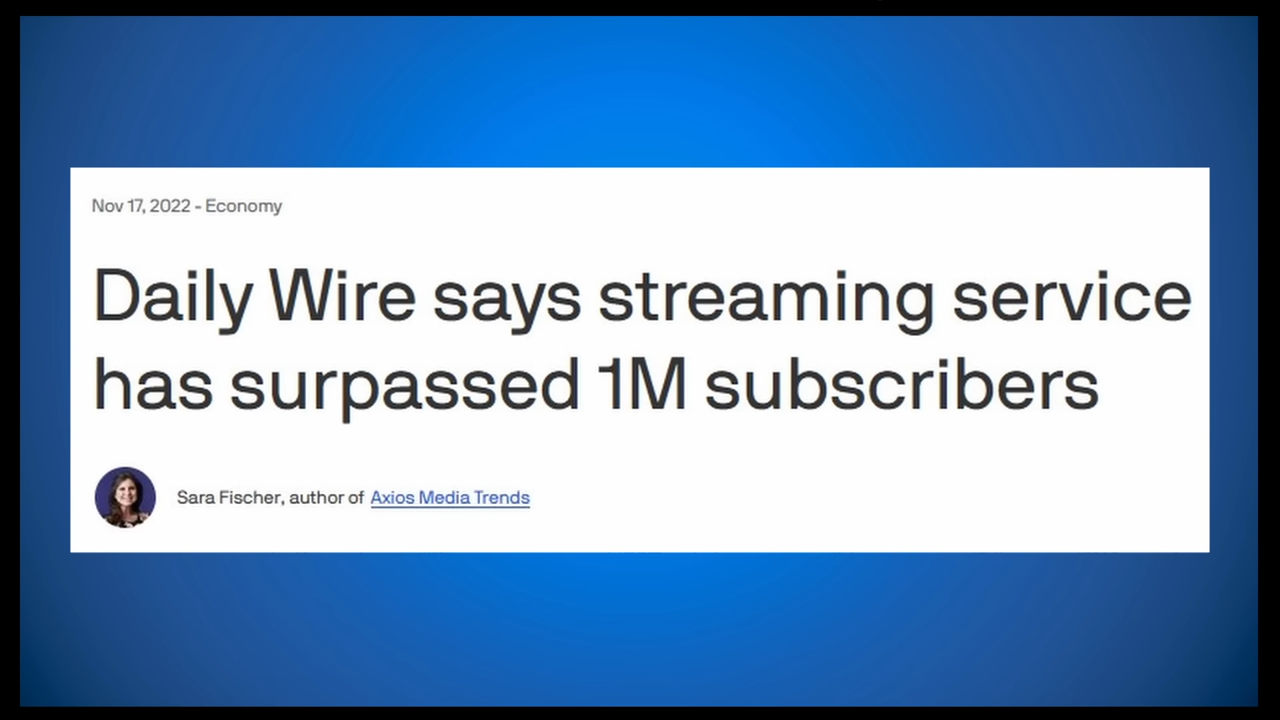 Nov 17, 2022 - Economy
Daily Wire says streaming service
has surpassed 1M subscribers
Sara Fischer, author of Axios Media Trends